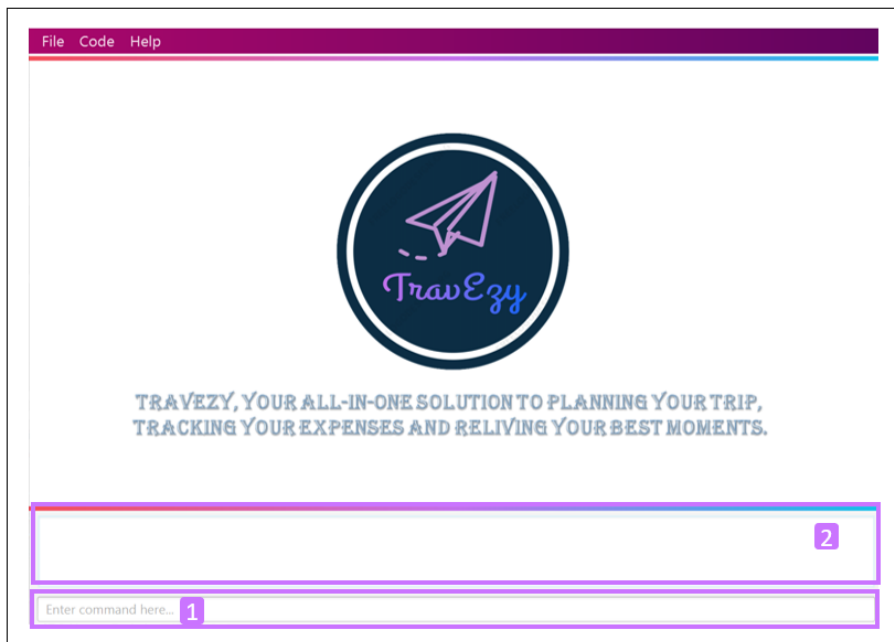 File Code Help
TravEzy
TRAVEZY, YOUR ALL-IN-ONE SOLUTION TO PLANNING YOUR TRIP,
TRACKING YOUR EXPENSES AND RELIVING YOUR BEST MOMENTS.
2
Enter command here... 1